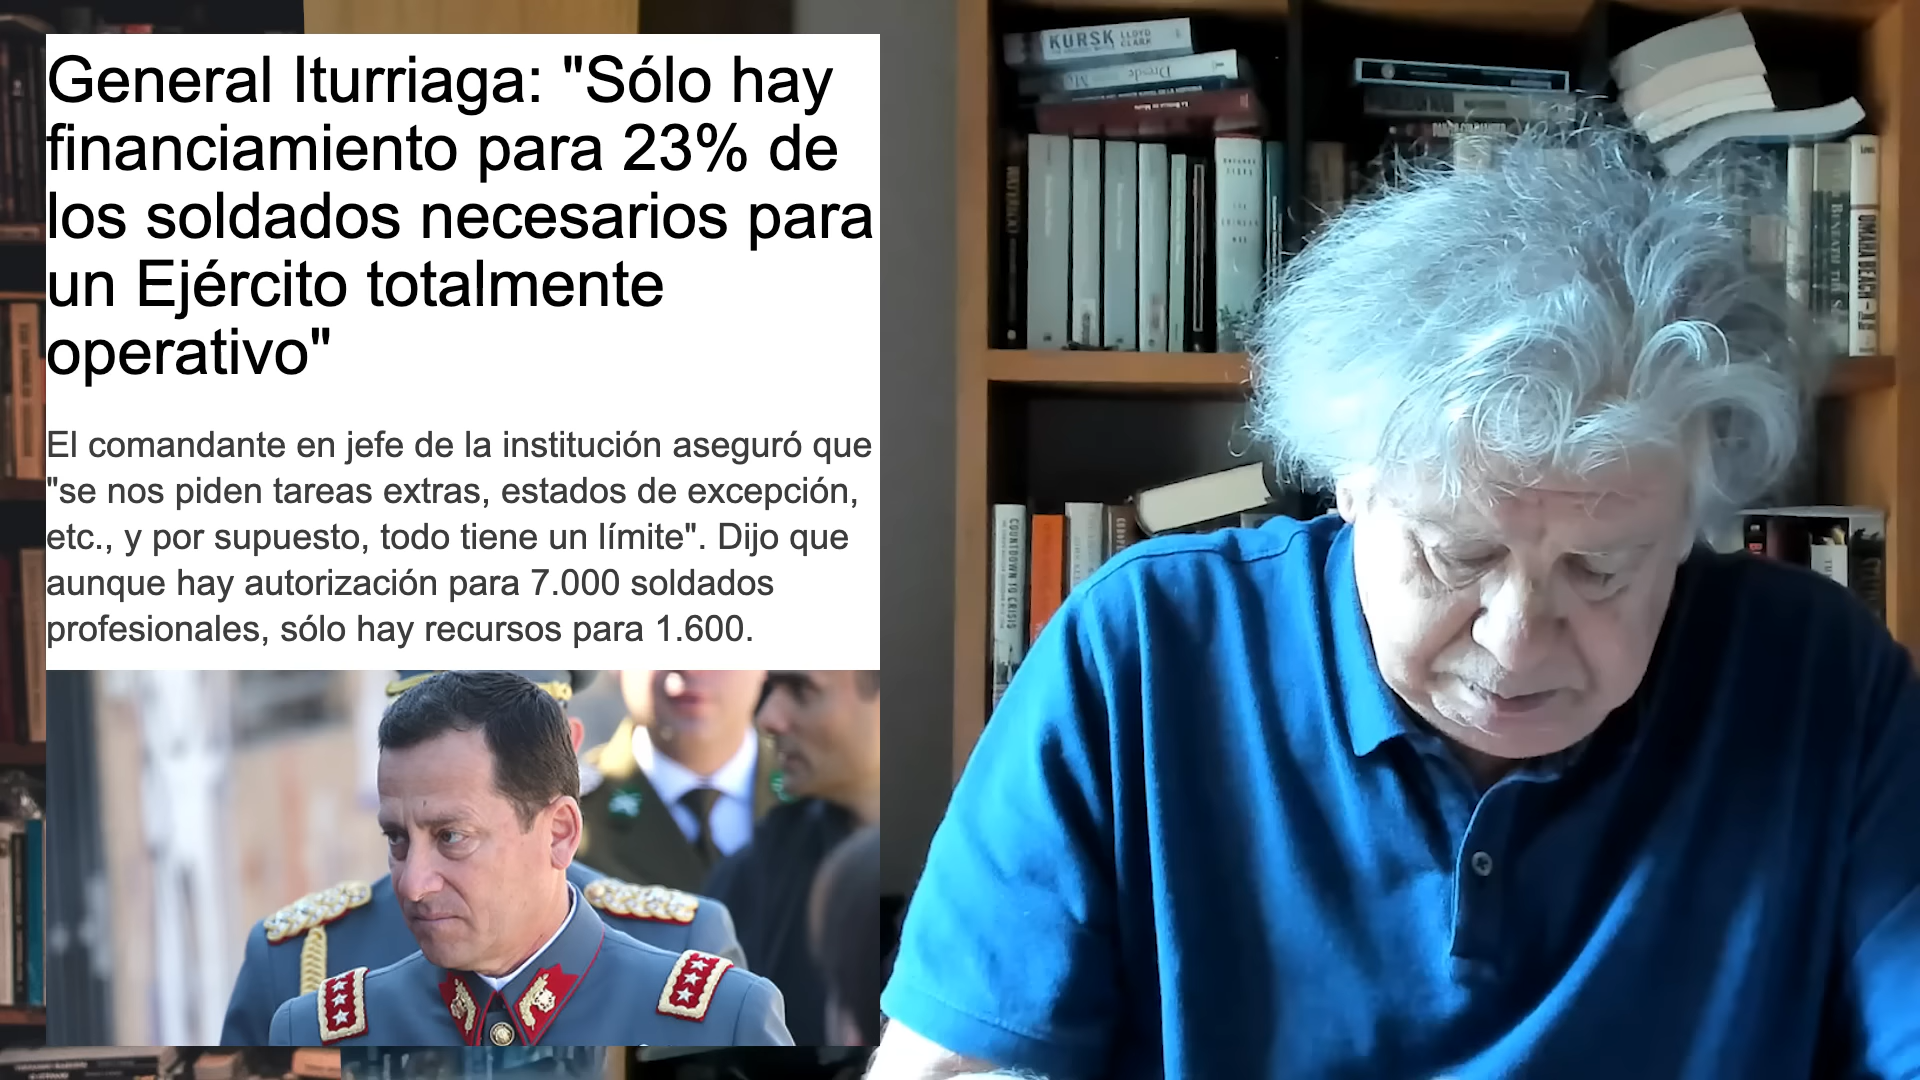 General Iturriaga: "Sólo hay
financiamiento para 23% de
los soldados necesarios para
un Ejército totalmente
operativo"
El comandante en jefe de la institución aseguró que
"se nos piden tareas extras, estados de excepción,
etc., y por supuesto, todo tiene un límite". Dijo que
aunque hay autorización para 7.000 soldados
profesionales, sólo hay recursos para 1.600.
KURSK LLOYD CLARK
Dresde
OMAHA BEACH
COUNTDOWN TO CRISIS